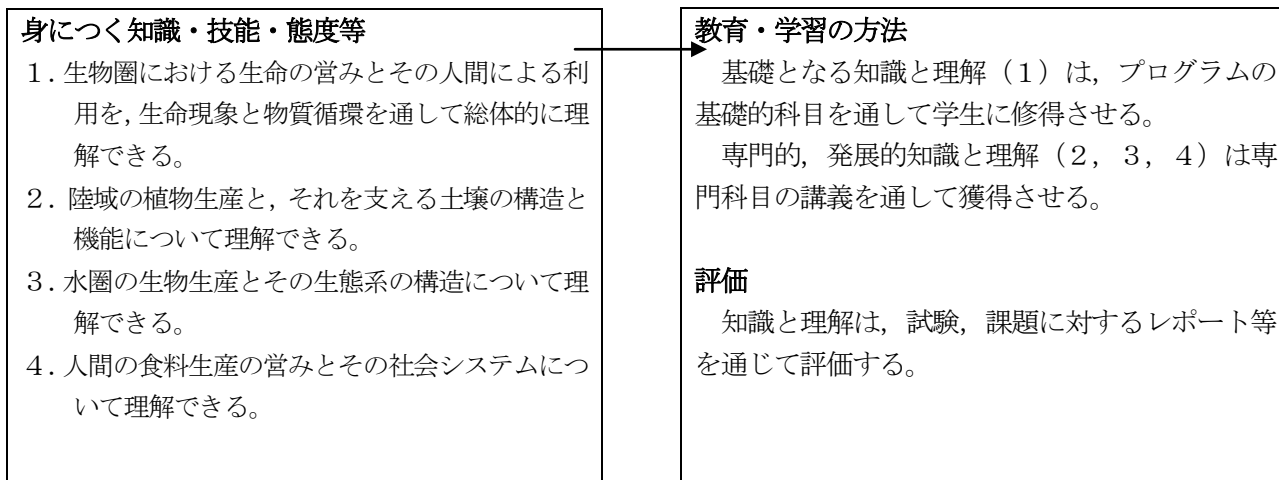 身につく知識・技能・態度等
１．生物圏における生命の営みとその人間による利
用を，生命現象と物質循環を通して総体的に理
解できる。
２．陸域の植物生産と，それを支える土壌の構造と
機能について理解できる。
３．水圏の生物生産とその生態系の構造について理
解できる。
４．人間の食料生産の営みとその社会システムにつ
いて理解できる。
教育・学習の方法
基礎となる知識と理解（１）は，プログラムの
基礎的科目を通して学生に修得させる。
専門的，発展的知識と理解（２，３，４）は専
門科目の講義を通して獲得させる。
評価
知識と理解は，試験，課題に対するレポート等
を通じて評価する。